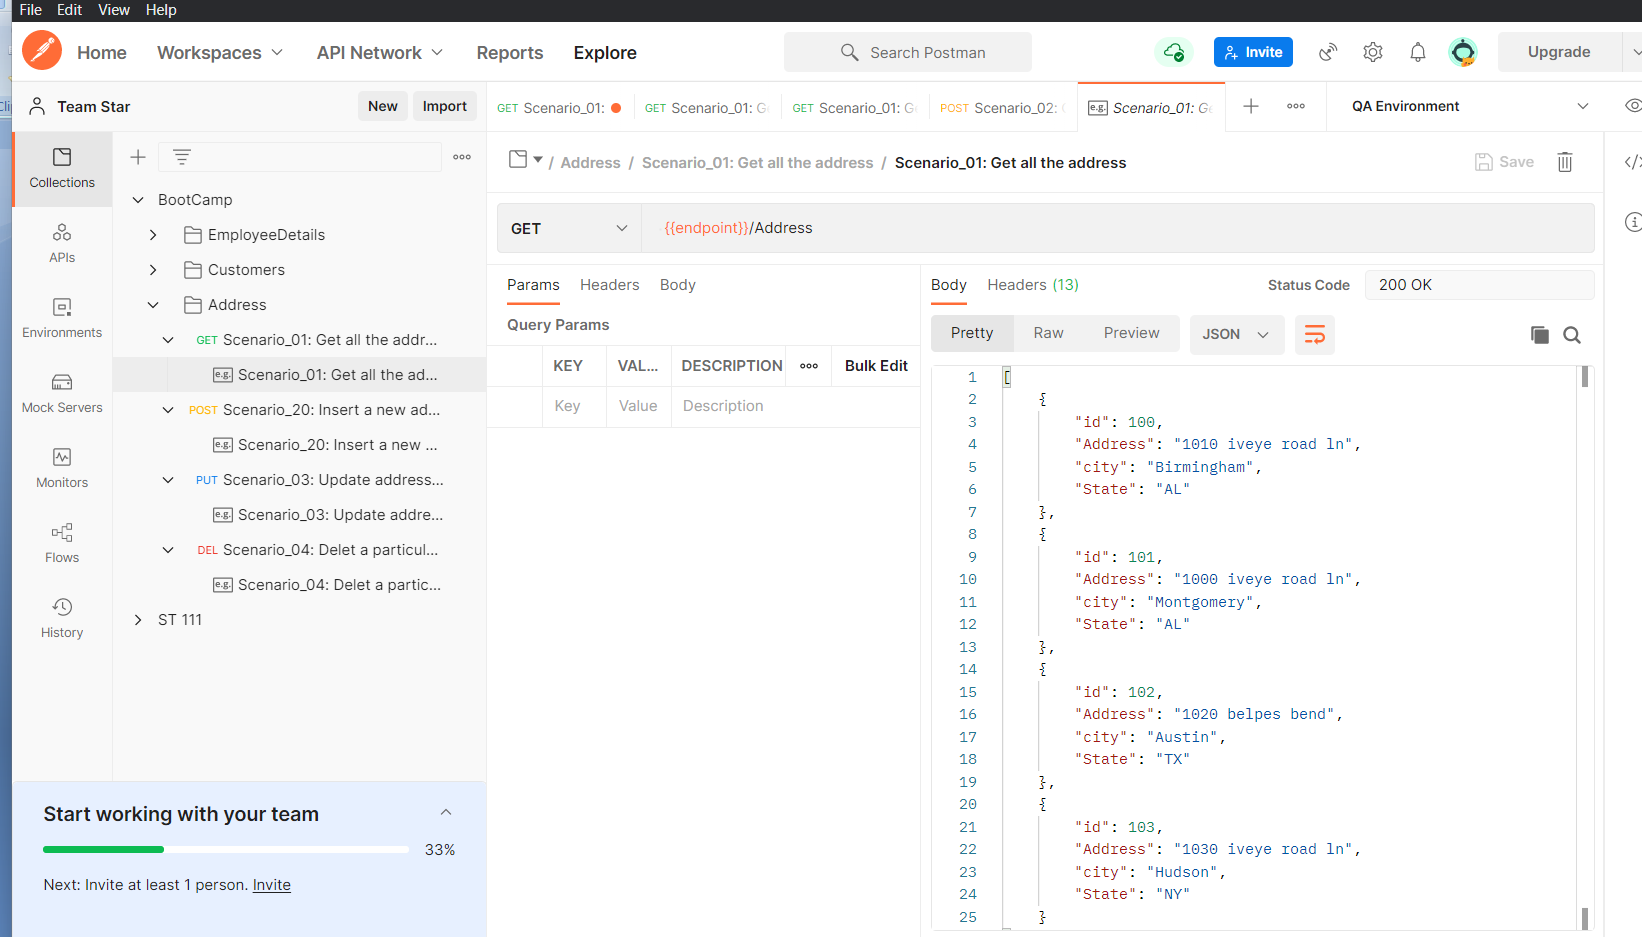 File Edit View Help
Home Workspaces API Network Reports Explore Search Postman Invite Upgrade
Team Star New Import
GET Scenario_01: GET Scenario_01: G GET Scenario_01: G POST Scenario_02: e.g. Scenario_01: Ge QA Environment
Collections
APIs
Environments
Mock Servers
Monitors
Flows
History
BootCamp
EmployeeDetails
Customers
Address
GET Scenario_01: Get all the addr...
e.g. Scenario_01: Get all the ad...
POST Scenario_20: Insert a new ad...
e.g. Scenario_20: Insert a new ...
PUT Scenario_03: Update address...
e.g. Scenario_03: Update addre...
DEL Scenario_04: Delet a particul...
e.g. Scenario_04: Delet a partic...
ST 111
Start working with your team
33%
Next: Invite at least 1 person. Invite
/ Address / Scenario_01: Get all the address / Scenario_01: Get all the address Save
GET {{endpoint}}/Address
Params Headers Body
Query Params
KEY VAL... DESCRIPTION ooo Bulk Edit
Key Value Description
Body Headers (13) Status Code 200 OK
Pretty Raw Preview JSON
1 [
2 {
3 "id": 100,
4 "Address": "1010 iveye road ln",
5 "city": "Birmingham",
6 "State": "AL"
7 },
8 {
9 "id": 101,
10 "Address": "1000 iveye road ln",
11 "city": "Montgomery",
12 "State": "AL"
13 },
14 {
15 "id": 102,
16 "Address": "1020 belpes bend",
17 "city": "Austin",
18 "State": "TX"
19 },
20 {
21 "id": 103,
22 "Address": "1030 iveye road ln",
23 "city": "Hudson",
24 "State": "NY"
25 }